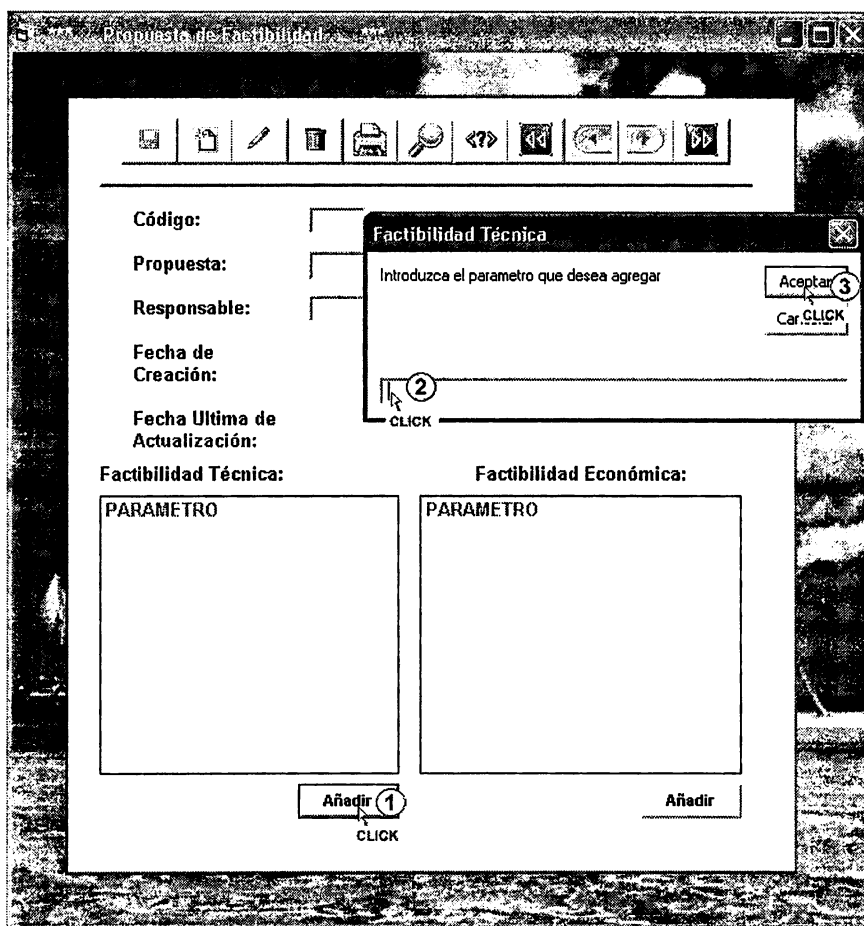 *** Propuesta de Factibilidad ***
<?>
Código:
Propuesta:
Responsable:
Fecha de
Creación:
Fecha Ultima de
Actualización:
Factibilidad Técnica
Introduzca el parametro que desea agregar
Aceptar 3
CLICK
2
CLICK
Factibilidad Técnica:
Factibilidad Económica:
PARAMETRO
PARAMETRO
Añadir 1
CLICK
Añadir